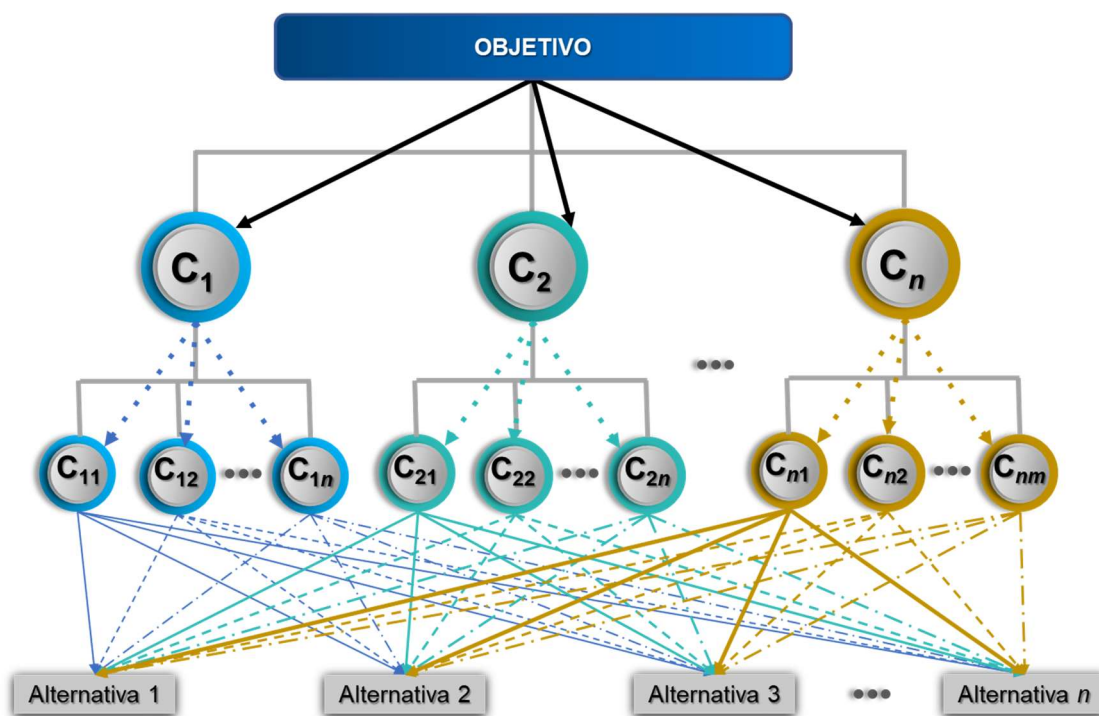 OBJETIVO
C1
C2
Cn
C11
C12
C1n
C21
C22
C2n
Cn1
Cn2
Cnm
Alternativa 1
Alternativa 2
Alternativa 3
Alternativa n